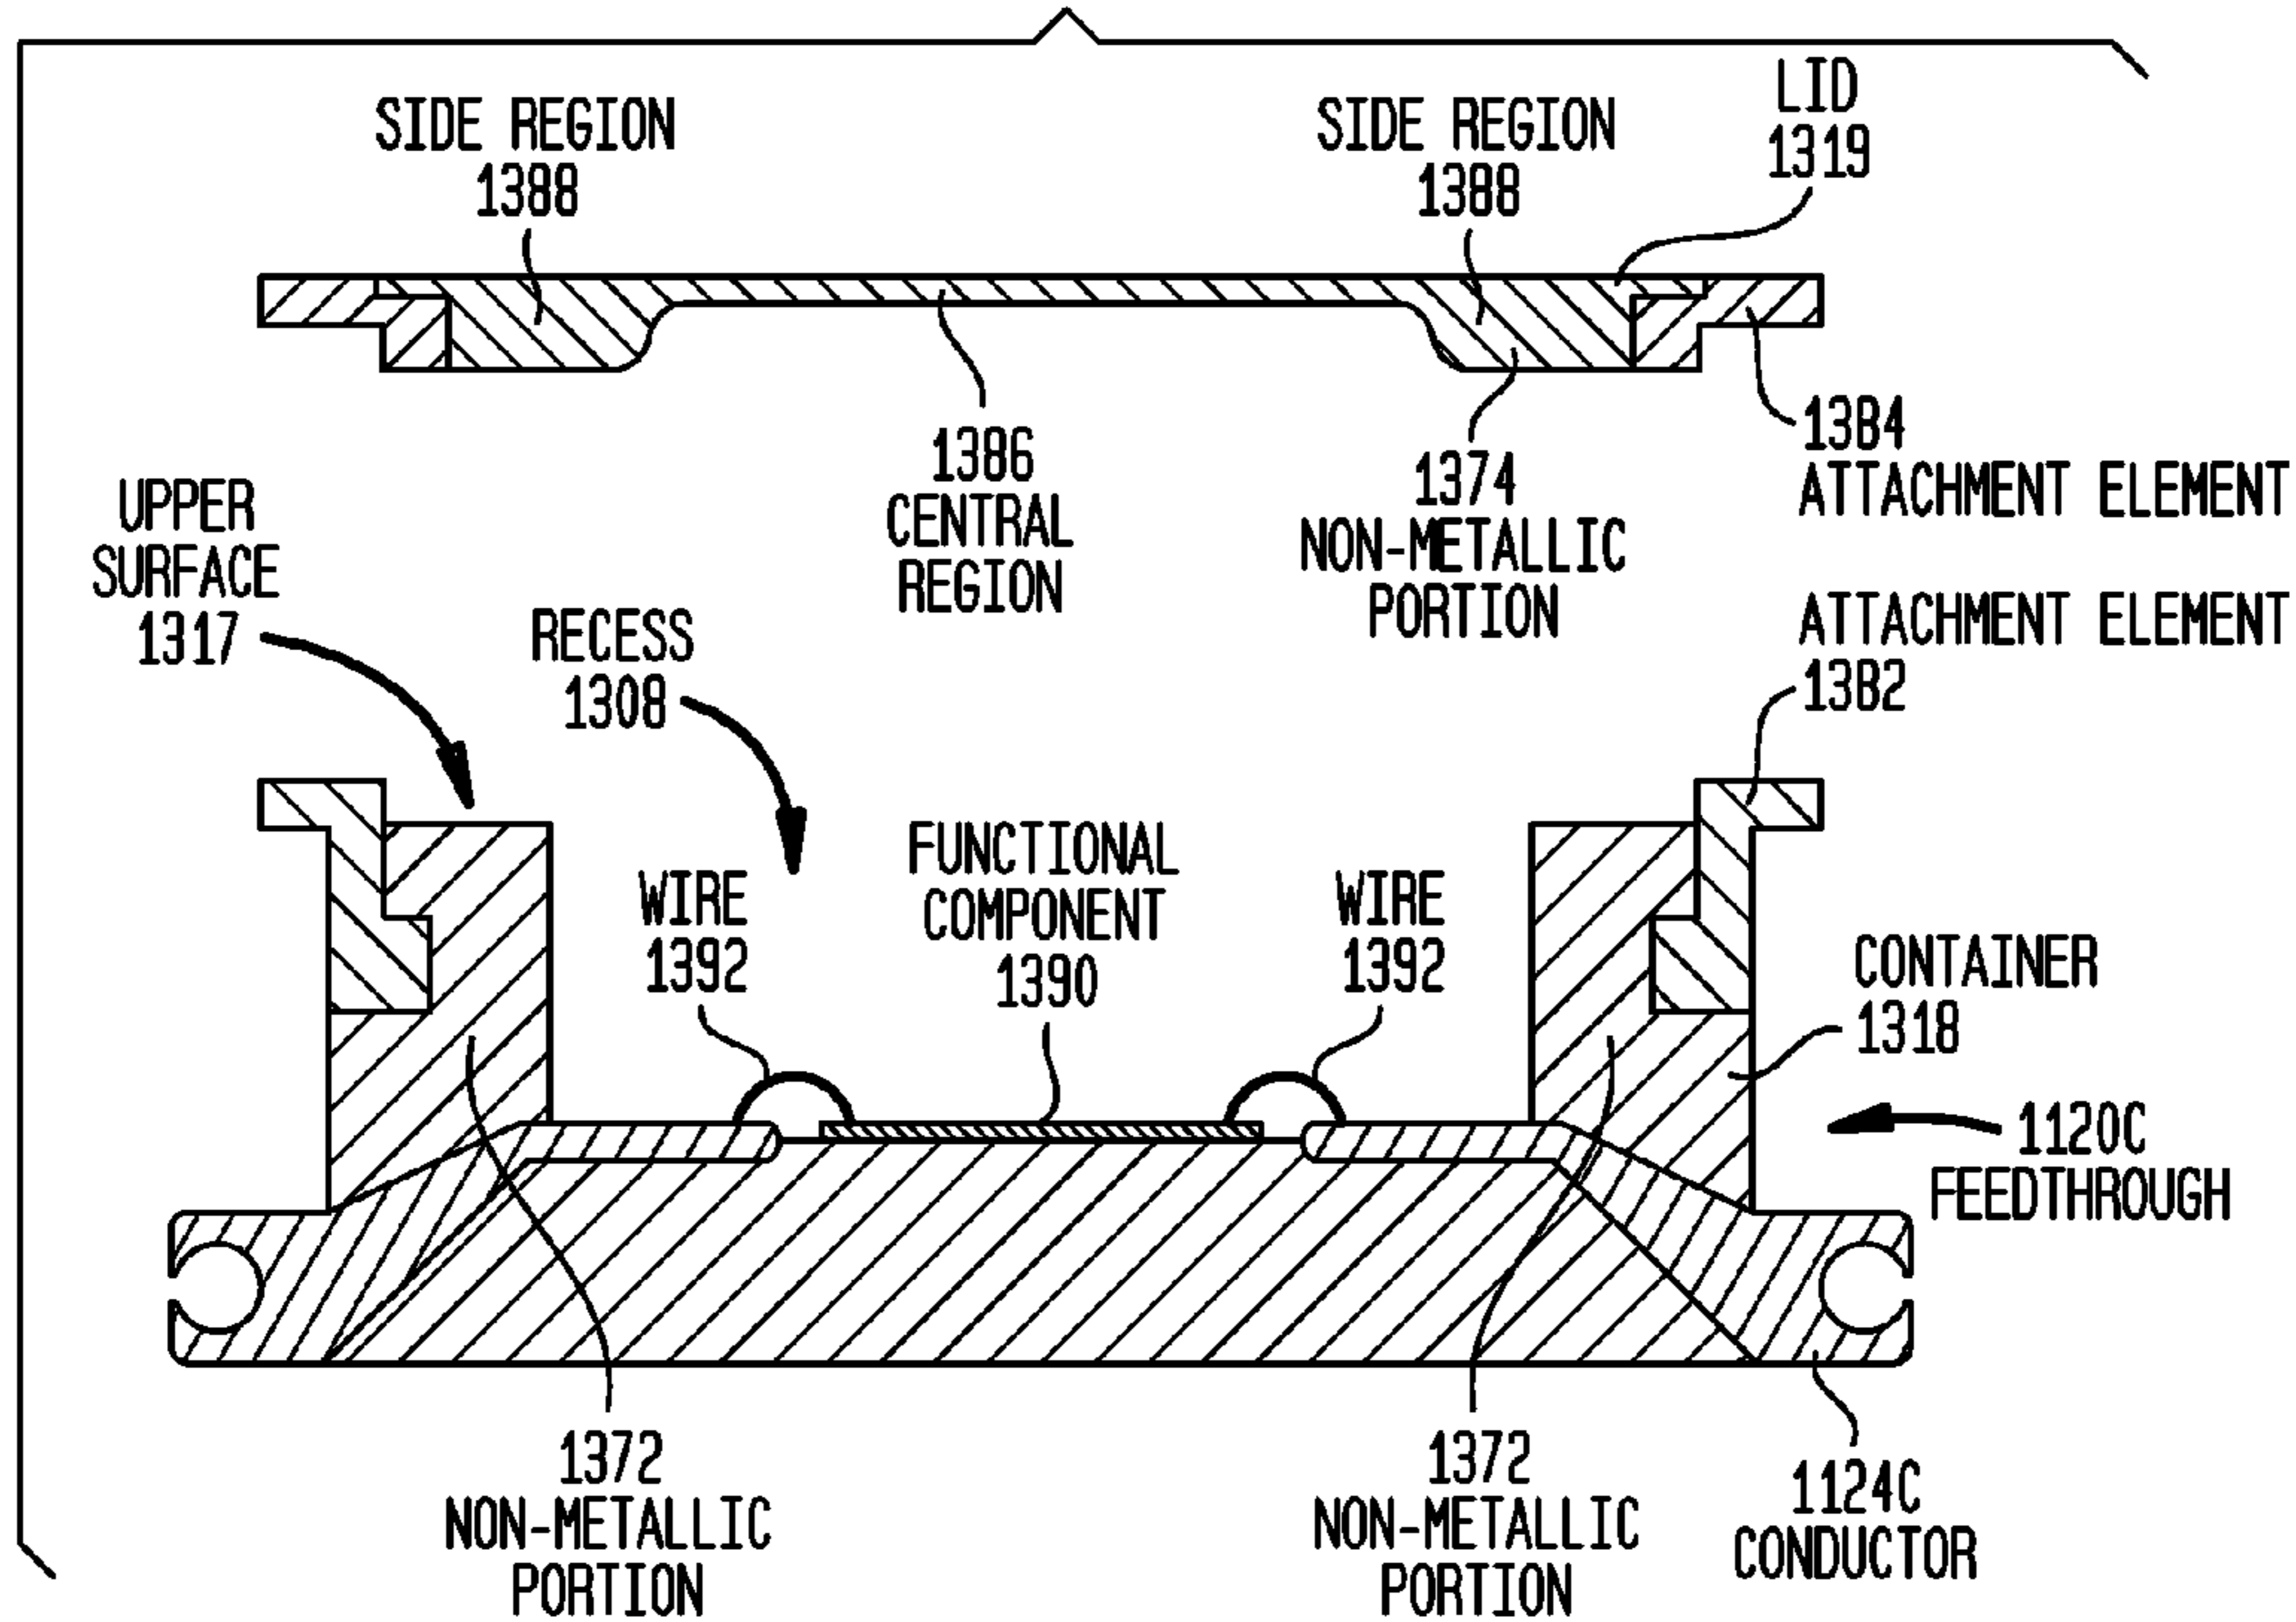 SIDE REGION
1388
SIDE REGION
1388
LID
1319
1386
CENTRAL
REGION
1374
NON-METALLIC
PORTION
13B4
ATTACHMENT ELEMENT
UPPER
SURFACE
1317
RECESS
1308
ATTACHMENT ELEMENT
13B2
WIRE
1392
FUNCTIONAL
COMPONENT
1390
WIRE
1392
CONTAINER
1318
1120C
FEEDTHROUGH
1372
NON-METALLIC
PORTION
1372
NON-METALLIC
PORTION
1124C
CONDUCTOR